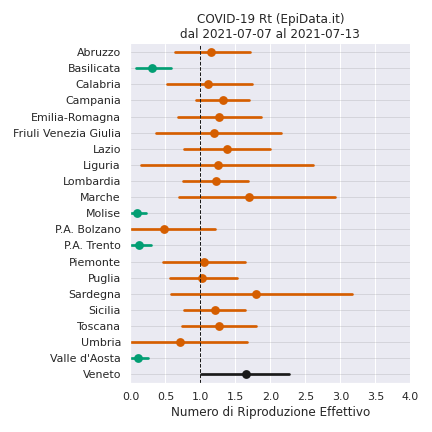 COVID-19 Rt (EpiData.it)
dal 2021-07-07 al 2021-07-13
Abruzzo
Basilicata
Calabria
Campania
Emilia-Romagna
Friuli Venezia Giulia
Lazio
Liguria
Lombardia
Marche
Molise
P.A. Bolzano
P.A. Trento
Piemonte
Puglia
Sardegna
Sicilia
Toscana
Umbria
Valle d'Aosta
Veneto
0.0 0.5 1.0 1.5 2.0 2.5 3.0 3.5 4.0
Numero di Riproduzione Effettivo